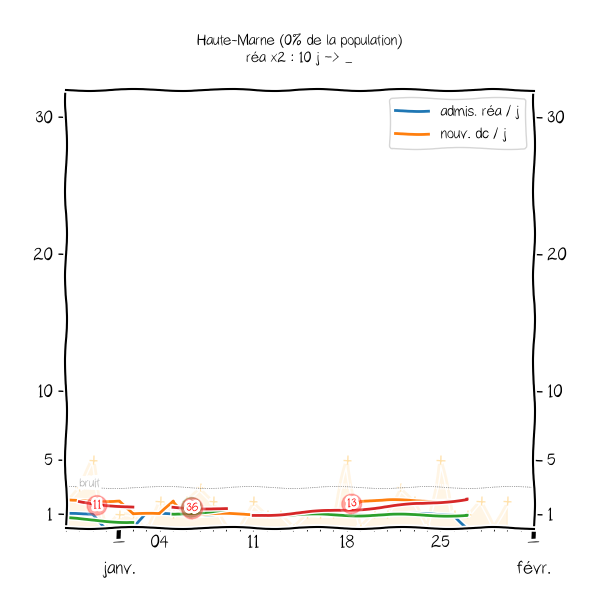 Haute-Marne (0% de la population)
réa x2 : 10 j -> _
admis. réa / j
nouv. dc / j
30
30
20
20
10
10
5
5
bruit
11
36
13
1
1
04
11
18
25
janv.
févr.